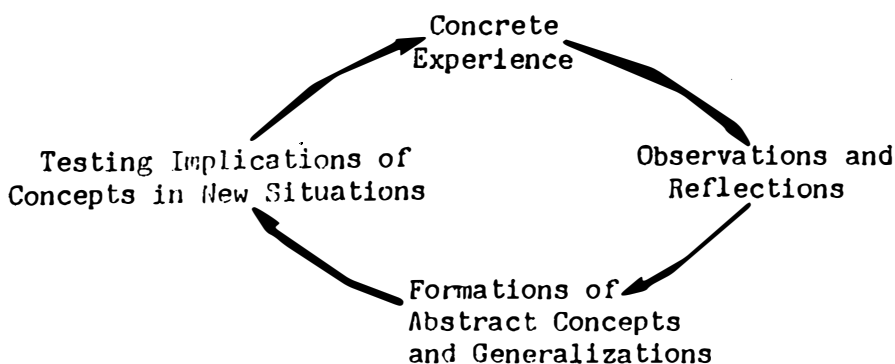 Concrete
Experience
Observations and
Reflections
Formations of
Abstract Concepts
and Generalizations
Testing Implications of
Concepts in New Situations